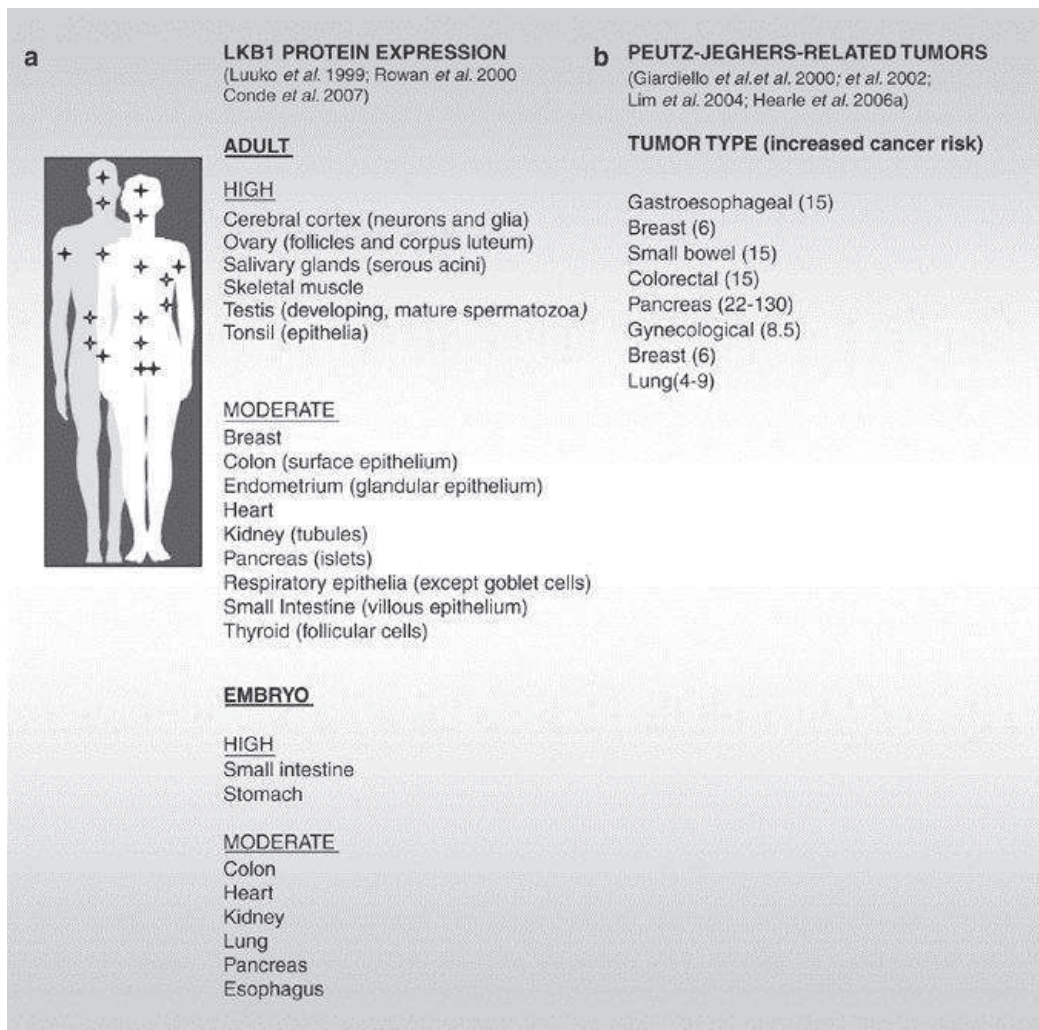 a
LKB1 PROTEIN EXPRESSION
(Luuko et al. 1999; Rowan et al. 2000
Conde et al. 2007)
ADULT
HIGH
Cerebral cortex (neurons and glia)
Ovary (follicles and corpus luteum)
Salivary glands (serous acini)
Skeletal muscle
Testis (developing, mature spermatozoa)
Tonsil (epithelia)
MODERATE
Breast
Colon (surface epithelium)
Endometrium (glandular epithelium)
Heart
Kidney (tubules)
Pancreas (islets)
Respiratory epithelia (except goblet cells)
Small Intestine (villous epithelium)
Thyroid (follicular cells)
EMBRYO
HIGH
Small intestine
Stomach
MODERATE
Colon
Heart
Kidney
Lung
Pancreas
Esophagus
b
PEUTZ-JEGHERS-RELATED TUMORS
(Giardiello et al.et al. 2000; et al. 2002;
Lim et al. 2004; Hearle et al. 2006a)
TUMOR TYPE (increased cancer risk)
Gastroesophageal (15)
Breast (6)
Small bowel (15)
Colorectal (15)
Pancreas (22-130)
Gynecological (8.5)
Breast (6)
Lung(4-9)